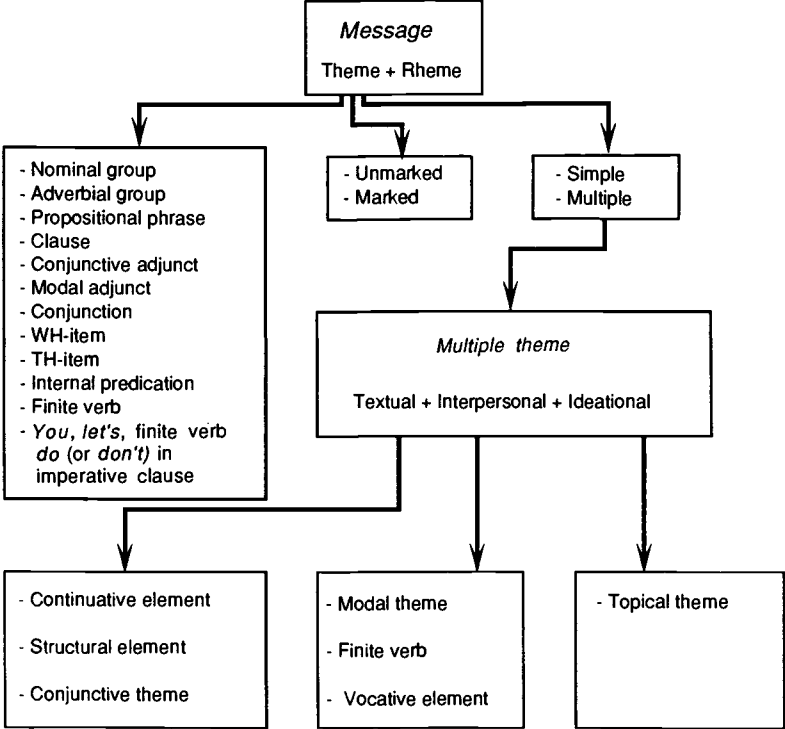 Message
Theme + Rheme
- Nominal group
- Adverbial group
- Propositional phrase
- Clause
- Conjunctive adjunct
- Modal adjunct
- Conjunction
- WH-item
- TH-item
- Internal predication
- Finite verb
- You, let's, finite verb
do (or don't) in
imperative clause
- Unmarked
- Marked
- Simple
- Multiple
Multiple theme
Textual + Interpersonal + Ideational
- Continuative element
- Structural element
- Conjunctive theme
- Modal theme
- Finite verb
- Vocative element
- Topical theme